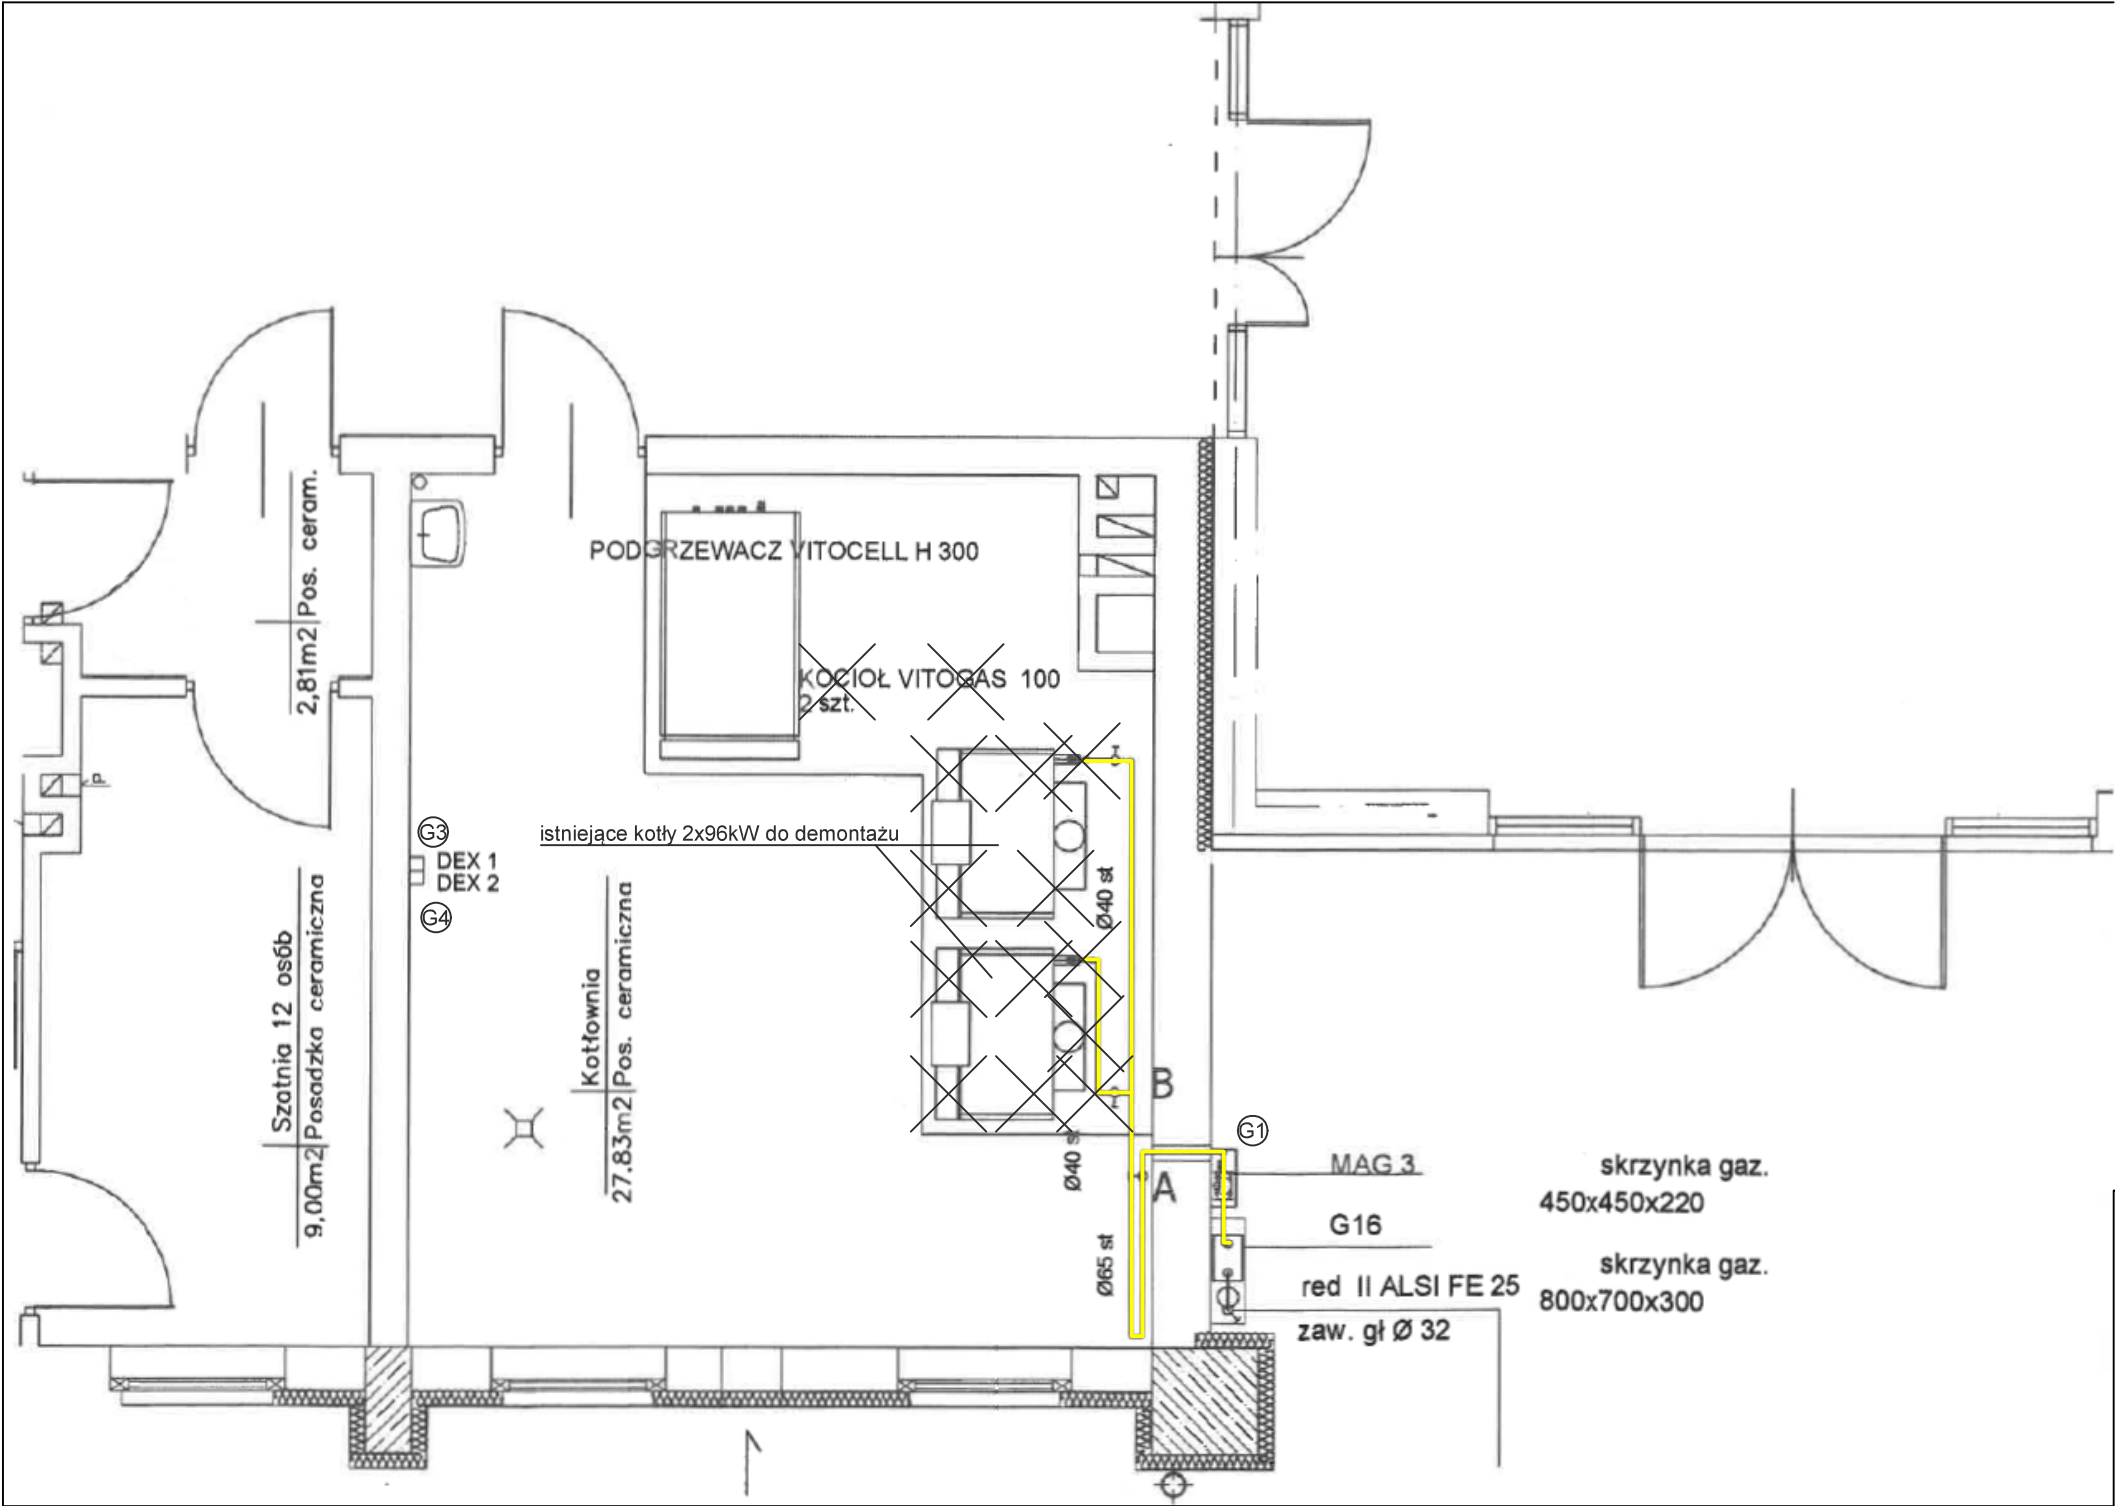 2,81m2 Pos. ceram.
PODGRZEWACZ VITOCELL H 300
KOCIOŁ VITOGAS 100
2 szt.
G3
istniejące kotły 2x96kW do demontażu
DEX 1
DEX 2
G4
Ø40 st
Szatnia 12 osób
9,00m2 Posadzka ceramiczna
Kotłownia
27.83m2 Pos. ceramiczna
B
G1
Ø40 st
MAG 3
skrzynka gaz.
450x450x220
A
G16
Ø65 st
skrzynka gaz.
800x700x300
red II ALSI FE 25
zaw. gł Ø 32